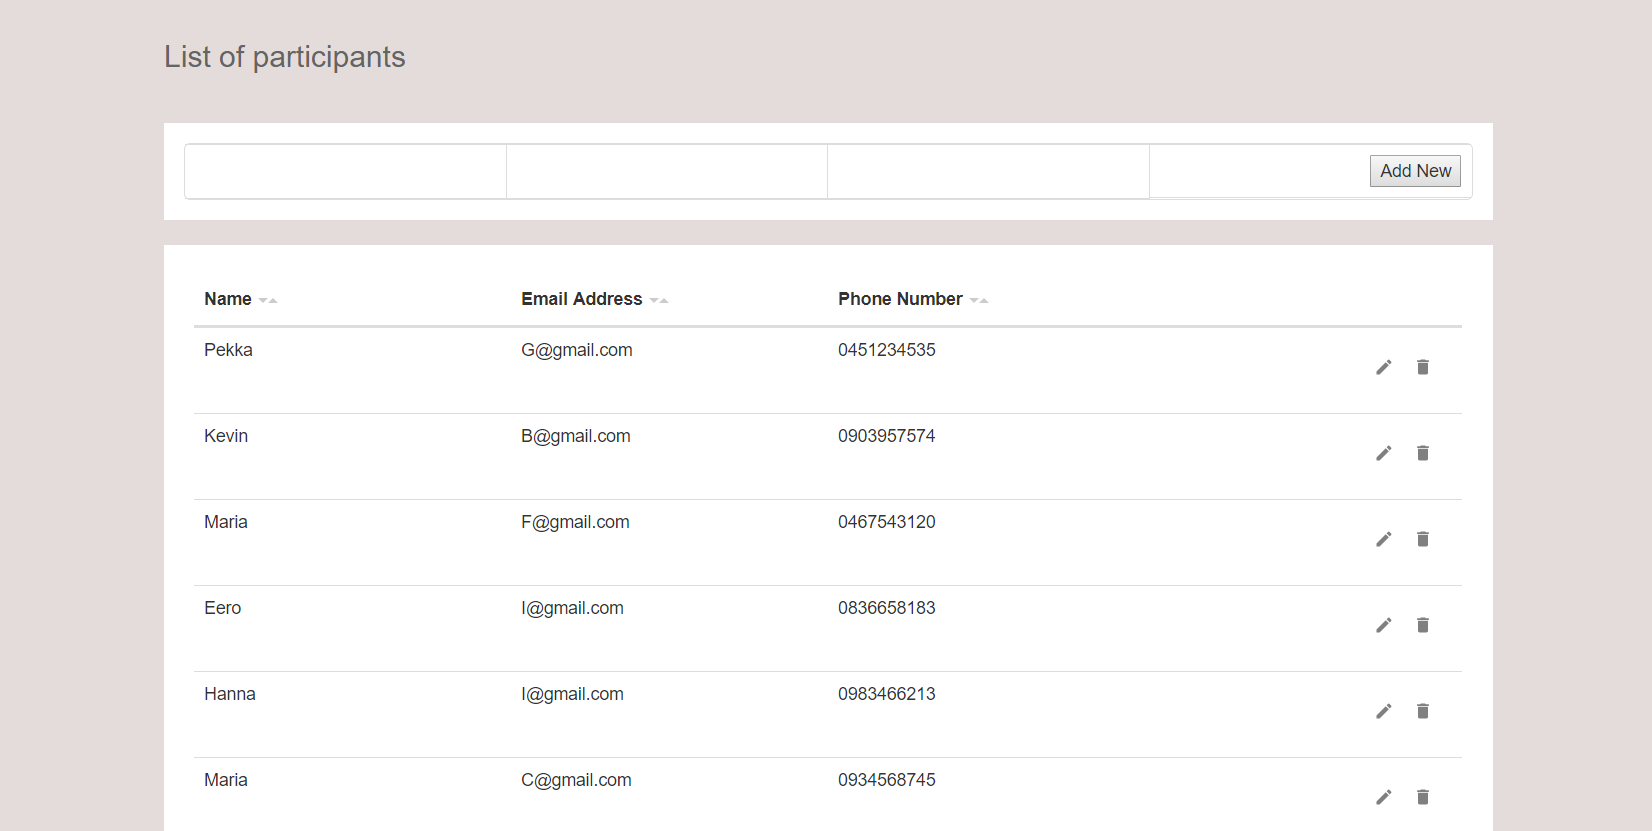 List of participants
Add New
Name Email Address Phone Number
Pekka G@gmail.com 0451234535
Kevin B@gmail.com 0903957574
Maria F@gmail.com 0467543120
Eero I@gmail.com 0836658183
Hanna I@gmail.com 0983466213
Maria C@gmail.com 0934568745